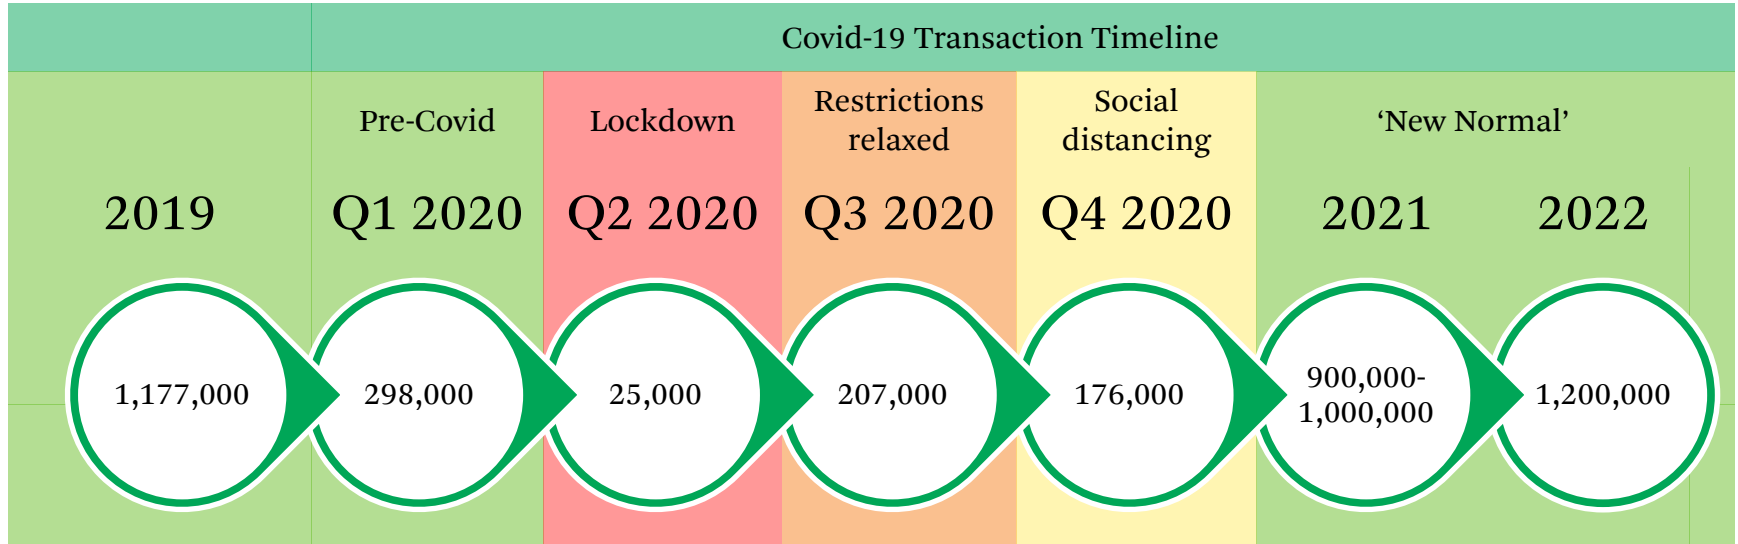 Covid-19 Transaction Timeline
Pre-Covid
Lockdown
Restrictions
relaxed
Social
distancing
‘New Normal’
2019
Q1 2020
Q2 2020
Q3 2020
Q4 2020
2021
2022
1,177,000
298,000
25,000
207,000
176,000
900,000-
1,000,000
1,200,000